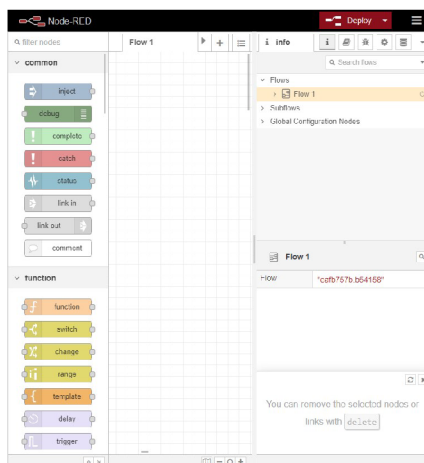 Node-RED
Deploy
filter nodes
Flow 1
info
i
Search flows
common
Flows
Flow 1
Subflows
Global Configuration Nodes
inject
debug
complete
catch
status
link in
link out
comment
Flow 1
function
Flow "cafb757b.b54158"
function
switch
change
range
template
delay
trigger
You can remove the selected nodes or
links with delete